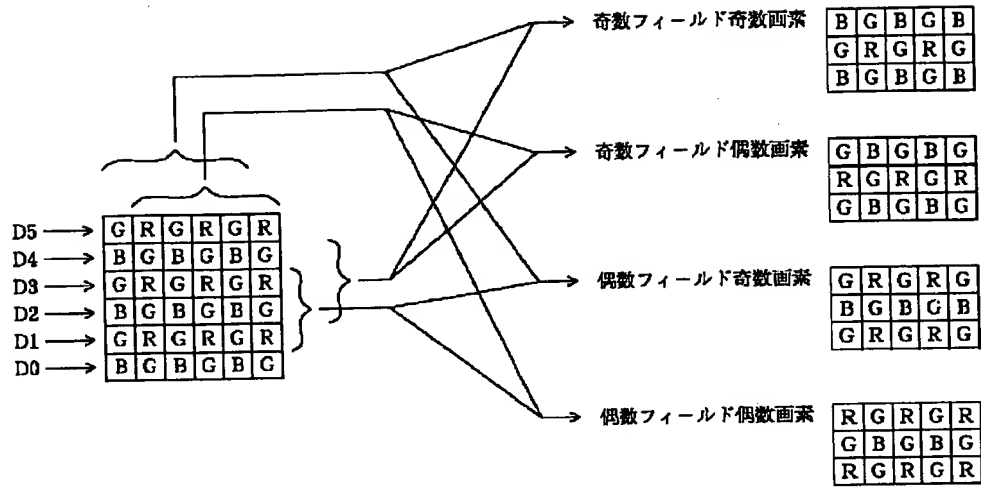 奇数フィールド奇数画素
B G B G B
G R G R G
B G B G B
奇数フィールド偶数画素
G B G B G
R G R G R
G B G B G
D5 G R G R G R
D4 B G B G B G
D3 G R G R G R
D2 B G B G B G
D1 G R G R G R
D0 B G B G B G
偶数フィールド奇数画素
G R G R G
B G B G B
G R G R G
偶数フィールド偶数画素
R G R G R
G B G B G
R G R G R